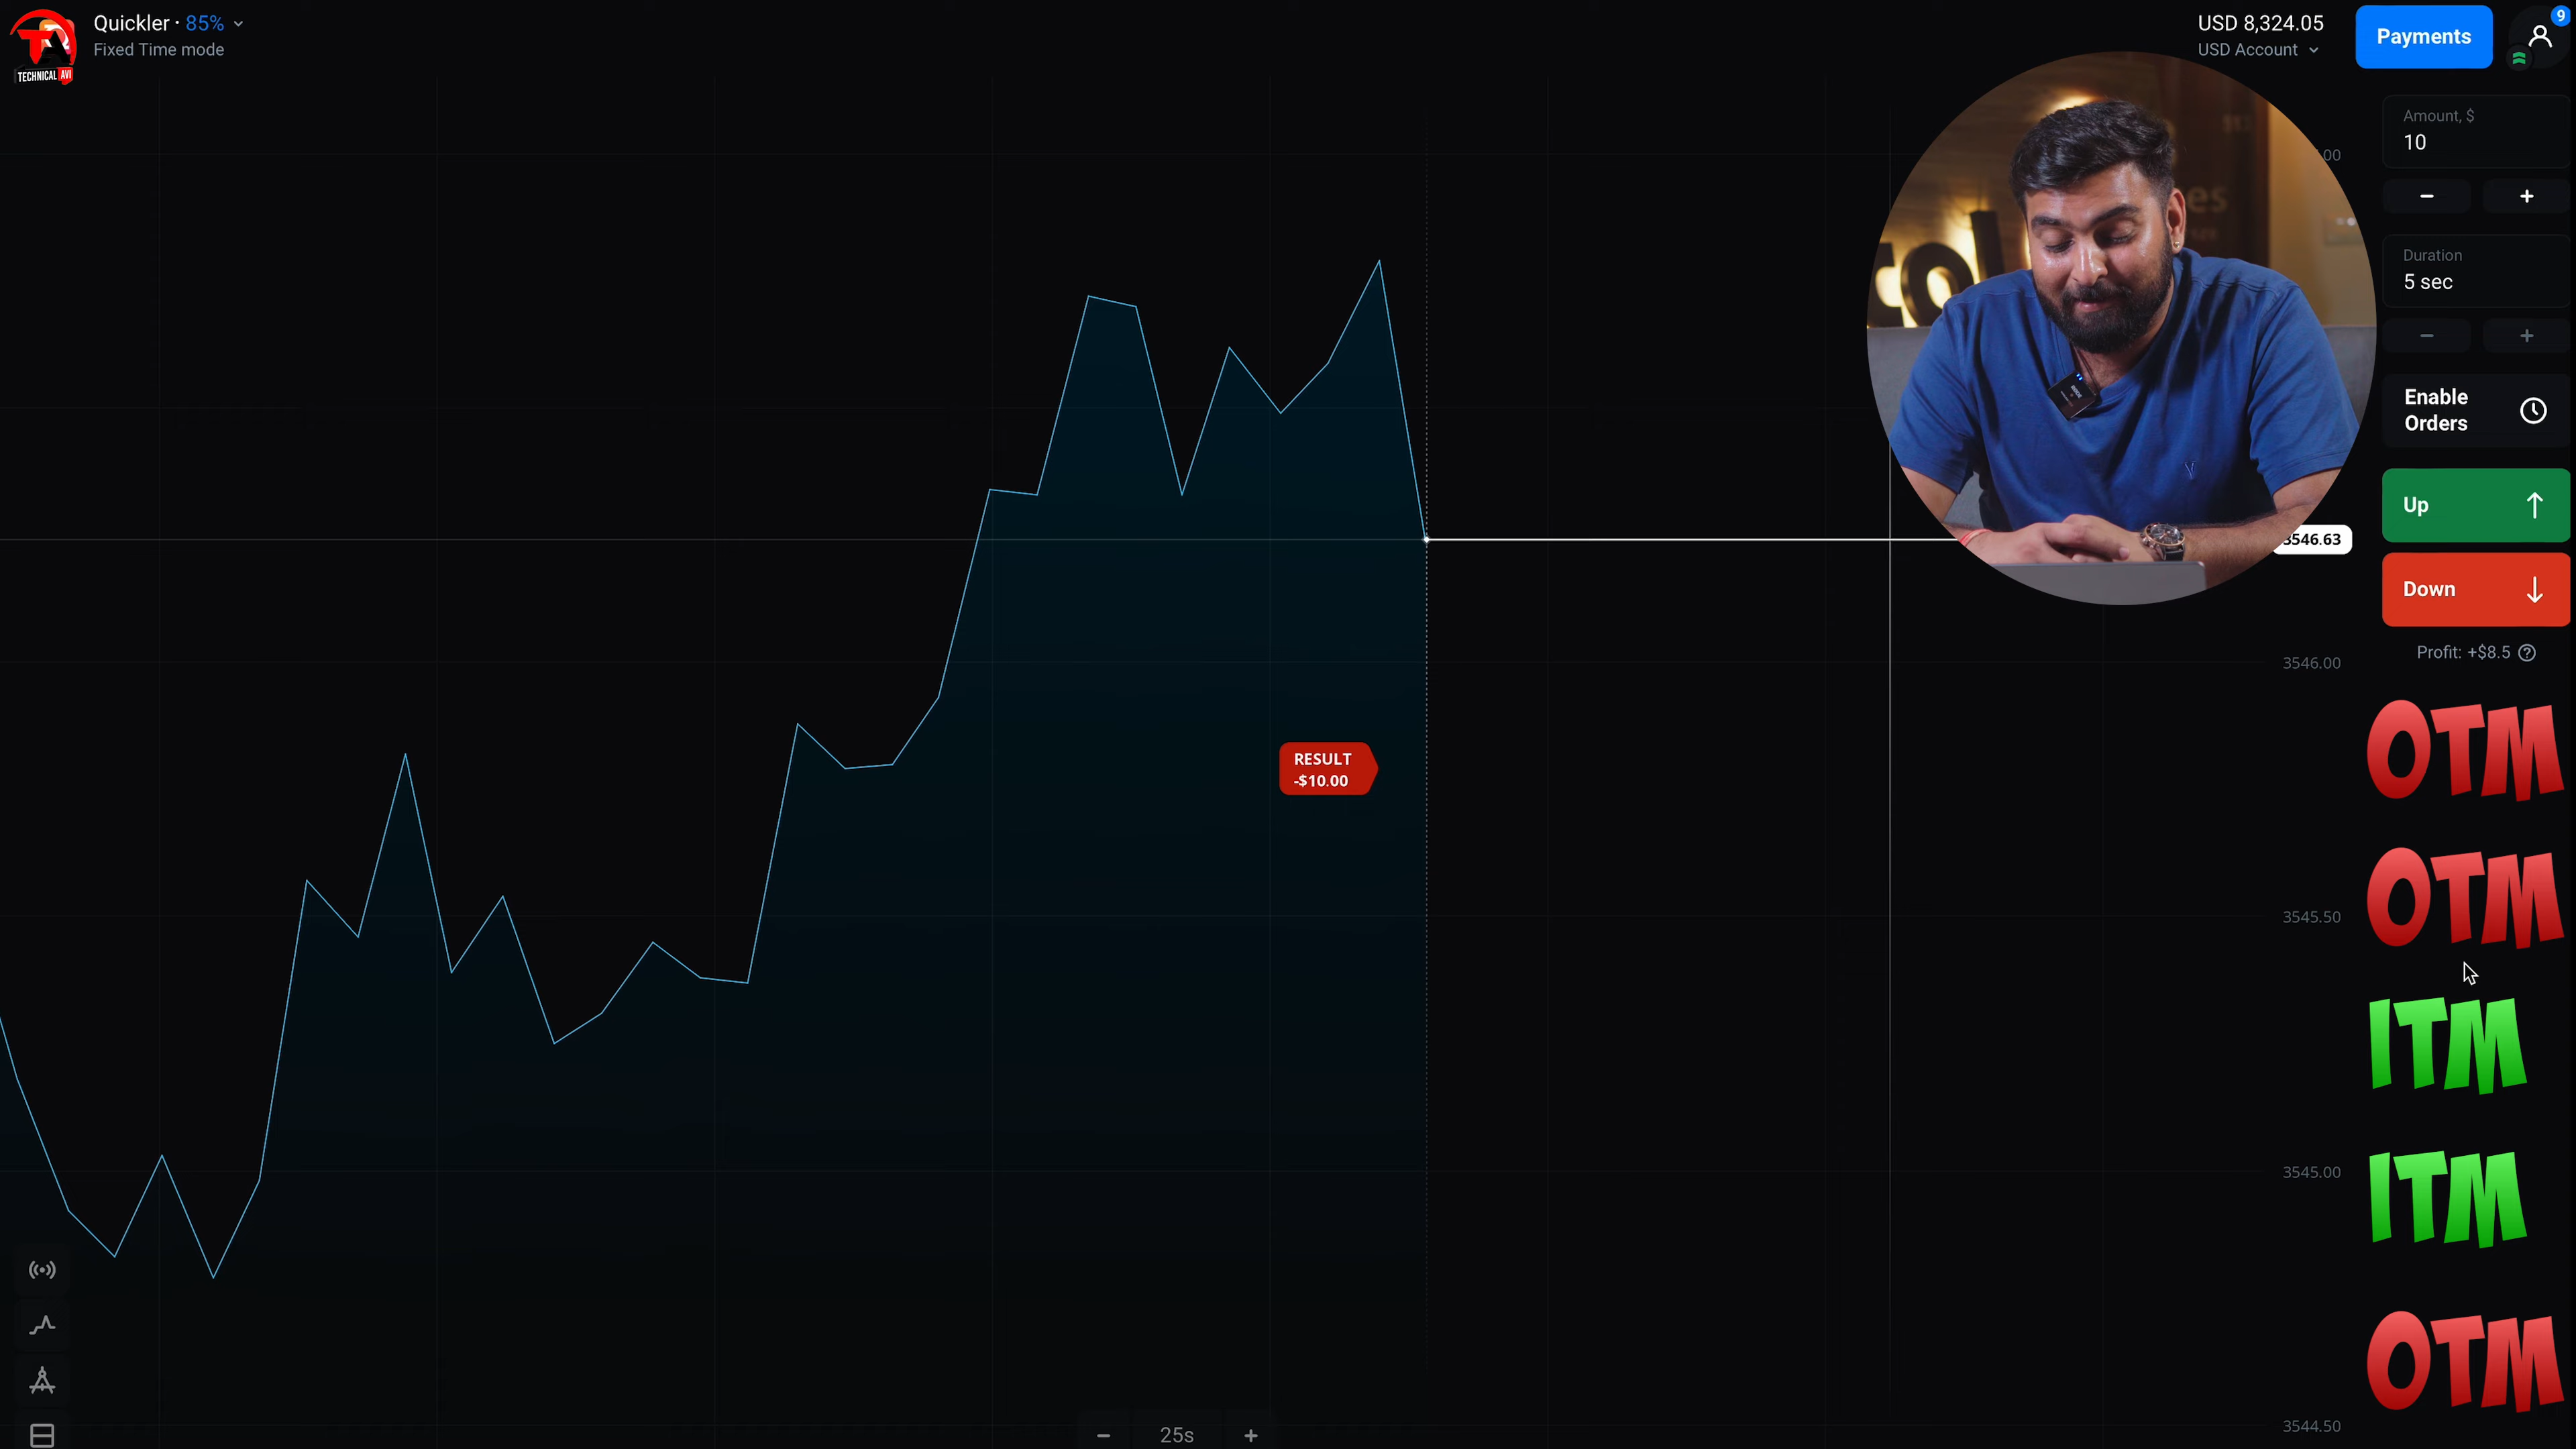 TECHNICAL AVI
Quickler · 85%
Fixed Time mode
USD 8,324.05
USD Account
Payments
9
Amount, $
10
Duration
5 sec
Enable
Orders
Up
3546.63
Down
Profit: +$8.5
3546.00
RESULT
-$10.00
3545.50
3545.00
3544.50
OTM
OTM
ITM
ITM
OTM
25s